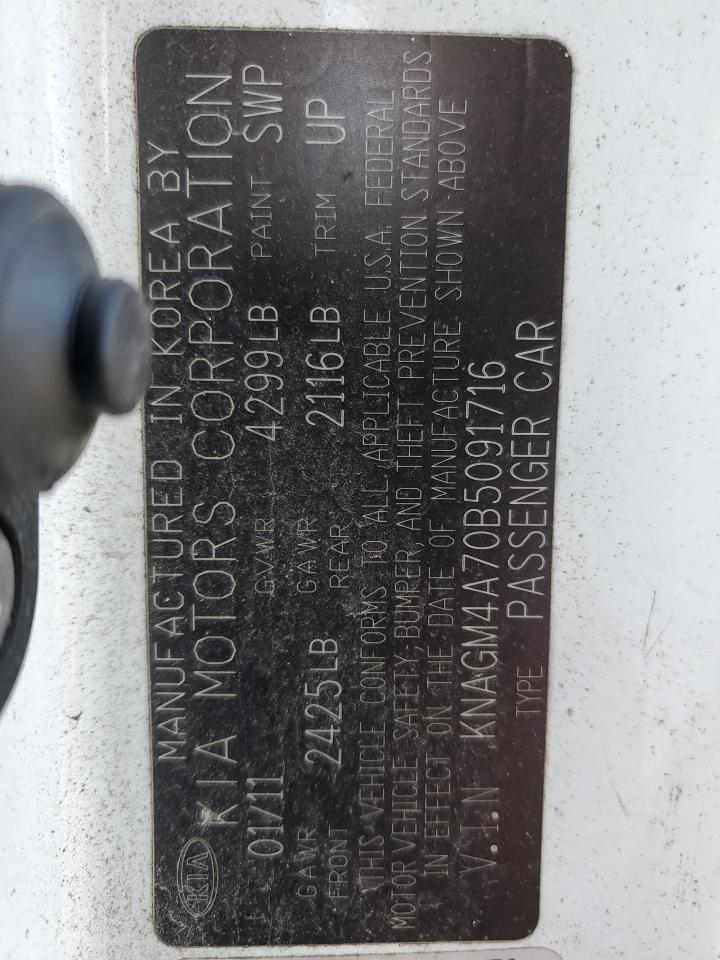 KIA
MANUFACTURED IN KOREA BY
KIA MOTORS CORPORATION
01/11 GVWR 4299LB PAINT SWP
GAWR FRONT 2425LB GAWR REAR 2116LB TRIM UP
THIS VEHICLE CONFORMS TO ALL APPLICABLE U.S.A. FEDERAL
MOTOR VEHICLE SAFETY, BUMPER, AND THEFT PREVENTION STANDARDS
IN EFFECT ON THE DATE OF MANUFACTURE SHOWN ABOVE
V.I.N KNAGM4A70B5091716
TYPE PASSENGER CAR